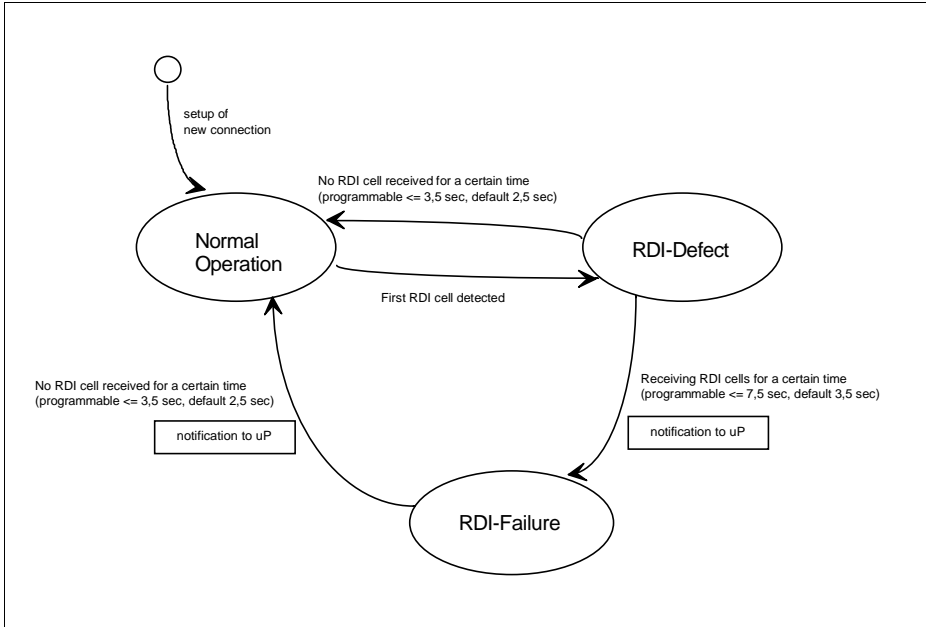 setup of
new connection
No RDI cell received for a certain time
(programmable <= 3,5 sec, default 2,5 sec)
Normal
Operation
RDI-Defect
First RDI cell detected
No RDI cell received for a certain time
(programmable <= 3,5 sec, default 2,5 sec)
notification to uP
Receiving RDI cells for a certain time
(programmable <= 7,5 sec, default 3,5 sec)
notification to uP
RDI-Failure